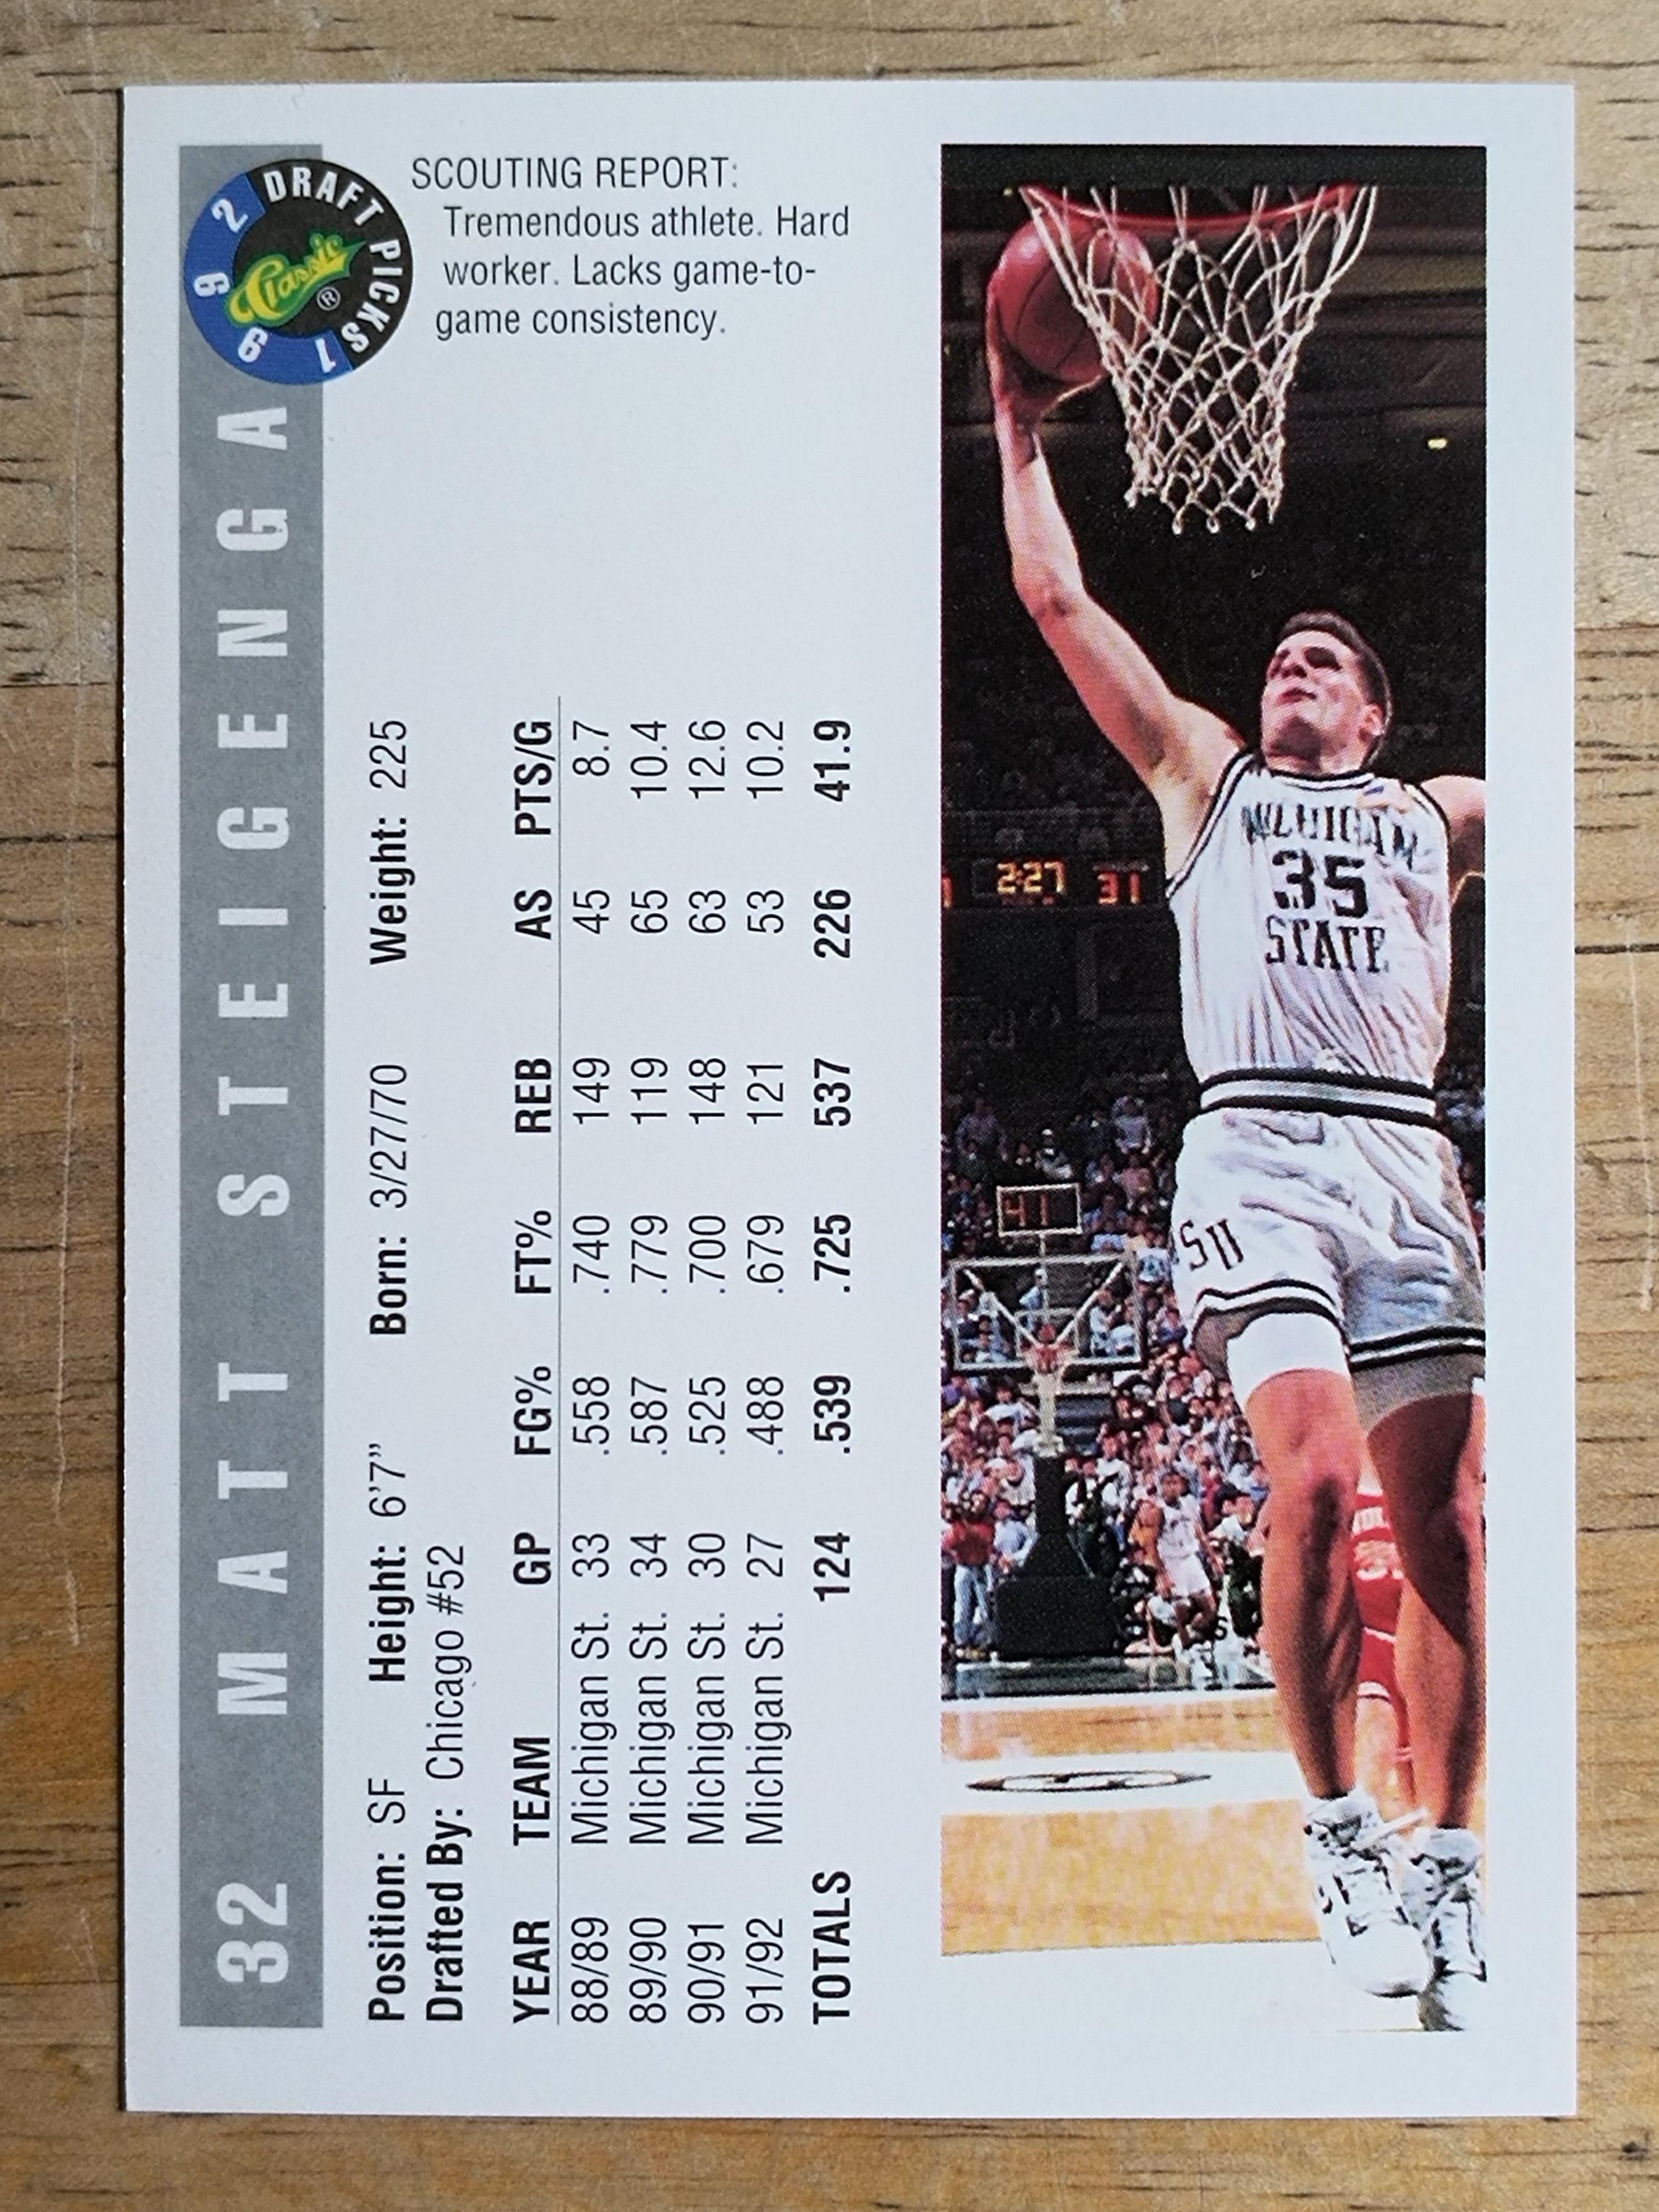 32 MATT STEIGENGA
1992 DRAFT PICKS
Classic ®
SCOUTING REPORT:
Tremendous athlete. Hard
worker. Lacks game-to-
game consistency.
Position: SF Height: 6'7” Born: 3/27/70 Weight: 225
Drafted By: Chicago #52
YEAR TEAM GP FG% FT% REB AS PTS/G
88/89 Michigan St. 33 .558 .740 149 45 8.7
89/90 Michigan St. 34 .587 .779 119 65 10.4
90/91 Michigan St. 30 .525 .700 148 63 12.6
91/92 Michigan St. 27 .488 .679 121 53 10.2
TOTALS 124 .539 .725 537 226 41.9
2:27 31
MICHIGAN
35
STATE
41